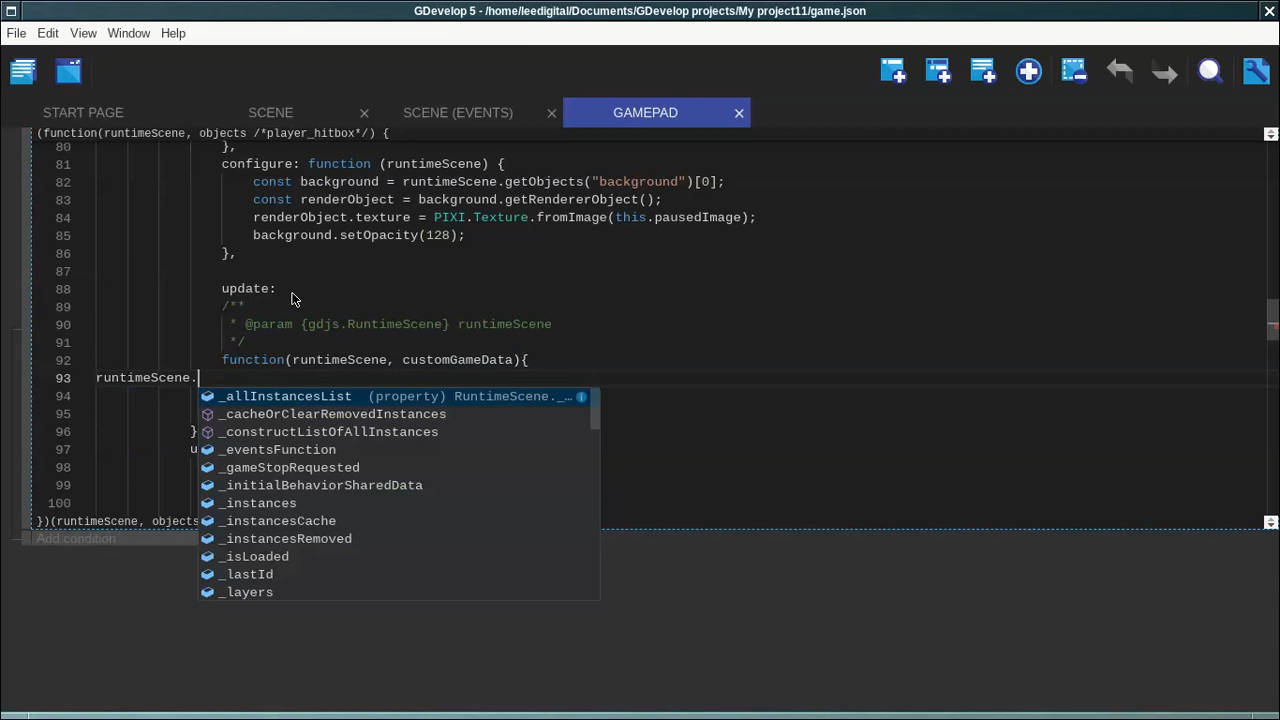 GDevelop 5 - /home/leedigital/Documents/GDevelop projects/My project11/game.json
File Edit View Window Help
START PAGE SCENE SCENE (EVENTS) GAMEPAD
(function(runtimeScene, objects /*player_hitbox*/) {
80 },
81 configure: function (runtimeScene) {
82 const background = runtimeScene.getObjects("background")[0];
83 const renderObject = background.getRendererObject();
84 renderObject.texture = PIXI.Texture.fromImage(this.pausedImage);
85 background.setOpacity(128);
86 },
87
88 update:
89 /**
90 * @param {gdjs.RuntimeScene} runtimeScene
91 */
92 function(runtimeScene, customGameData){
93 runtimeScene.
94 _allInstancesList (property) RuntimeScene._…
95 _cacheOrClearRemovedInstances
96 } _constructListOfAllInstances
97 u _eventsFunction
98 _gameStopRequested
99 _initialBehaviorSharedData
100 _instances
})(runtimeScene, objects _instancesCache
Add condition _instancesRemoved
_isLoaded
_lastId
_layers